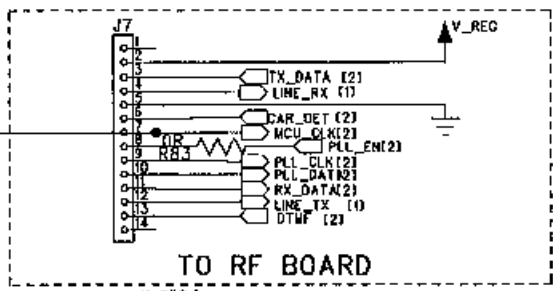 J7
V_REG
1
2
3 TX_DATA [2]
4 LINE_RX [1]
5
6 CAR_DET [2]
7 MCU_CLK[2]
8 0R PLL_EN[2]
9 R83 PLL_CLK[2]
10 PLL_DAT[2]
11 RX_DATA[2]
12 LINE_TX [1]
13 DTMF [2]
14
TO RF BOARD